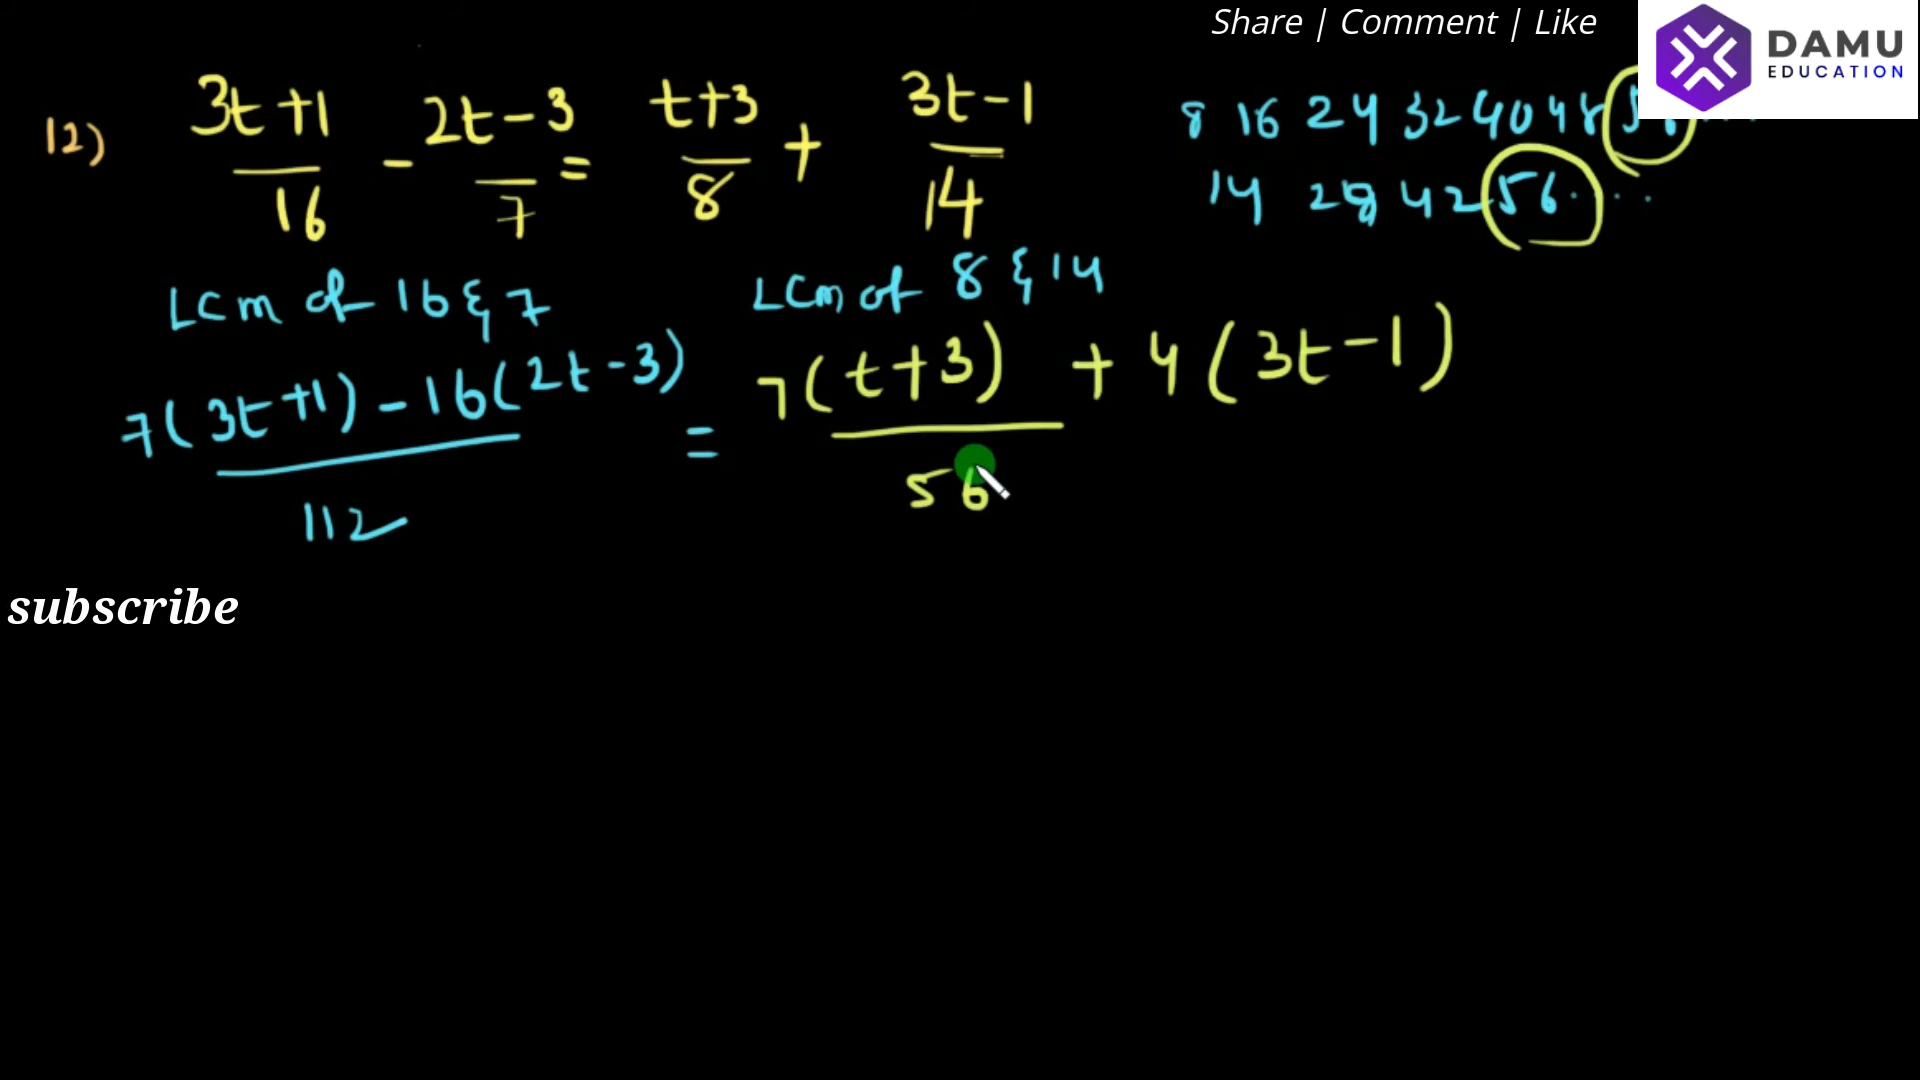 Share | Comment | Like
DAMU
EDUCATION
12) 3t+1/16 - 2t-3/7 = t+3/8 + 3t-1/14
8 16 24 32 40 48 56 ...
14 28 42 56 ....
LCm of 16 & 7
LCm of 8 & 14
7(3t+1) - 16(2t-3)/112 = 7(t+3) + 4(3t-1)/56
subscribe